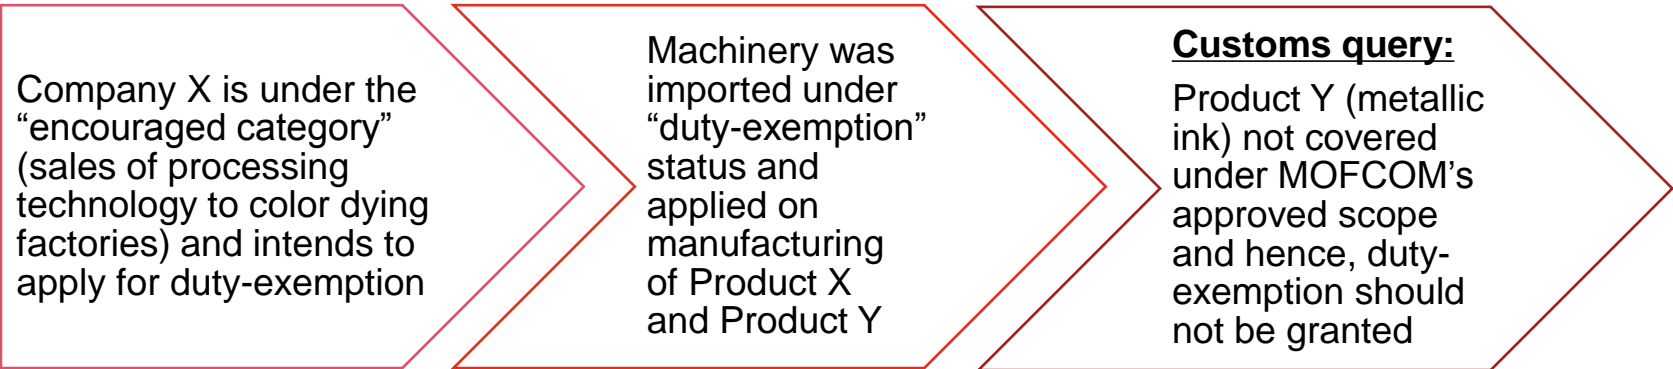 Company X is under the
“encouraged category”
(sales of processing
technology to color dying
factories) and intends to
apply for duty-exemption
Machinery was
imported under
“duty-exemption”
status and
applied on
manufacturing
of Product X
and Product Y
Customs query:
Product Y (metallic
ink) not covered
under MOFCOM’s
approved scope
and hence, duty-
exemption should
not be granted